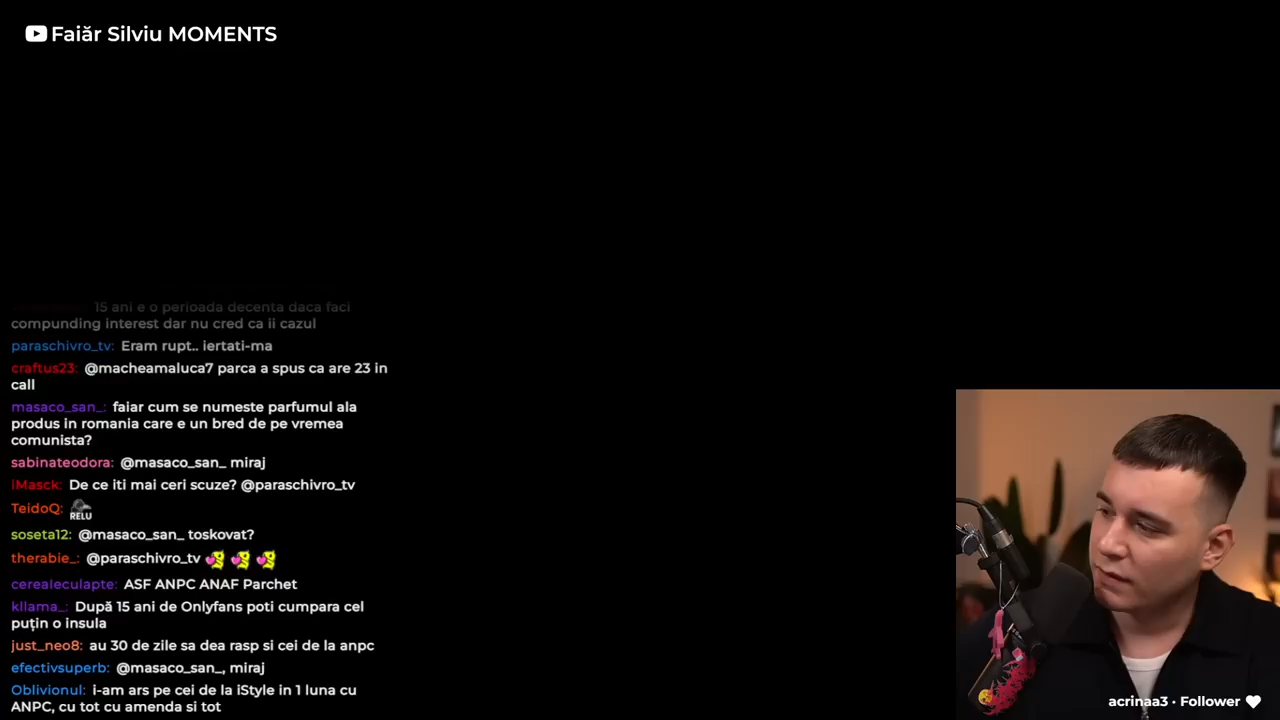 Faiăr Silviu MOMENTS
15 ani e o perioada decenta daca faci
compunding interest dar nu cred ca ii cazul
paraschivro_tv: Eram rupt.. iertati-ma
craftus23: @macheamaluca7 parca a spus ca are 23 in
call
masaco_san_: faiar cum se numeste parfumul ala
produs in romania care e un bred de pe vremea
comunista?
sabinateodora: @masaco_san_ miraj
lMasck: De ce iti mai ceri scuze? @paraschivro_tv
TeidoQ: RELU
soseta12: @masaco_san_ toskovat?
therabie_: @paraschivro_tv
cerealeculapte: ASF ANPC ANAF Parchet
kllama_: După 15 ani de Onlyfans poti cumpara cel
puțin o insula
just_neo8: au 30 de zile sa dea rasp si cei de la anpc
efectivsuperb: @masaco_san_, miraj
Oblivionul: i-am ars pe cei de la iStyle in 1 luna cu
ANPC, cu tot cu amenda si tot
acrinaa3 · Follower